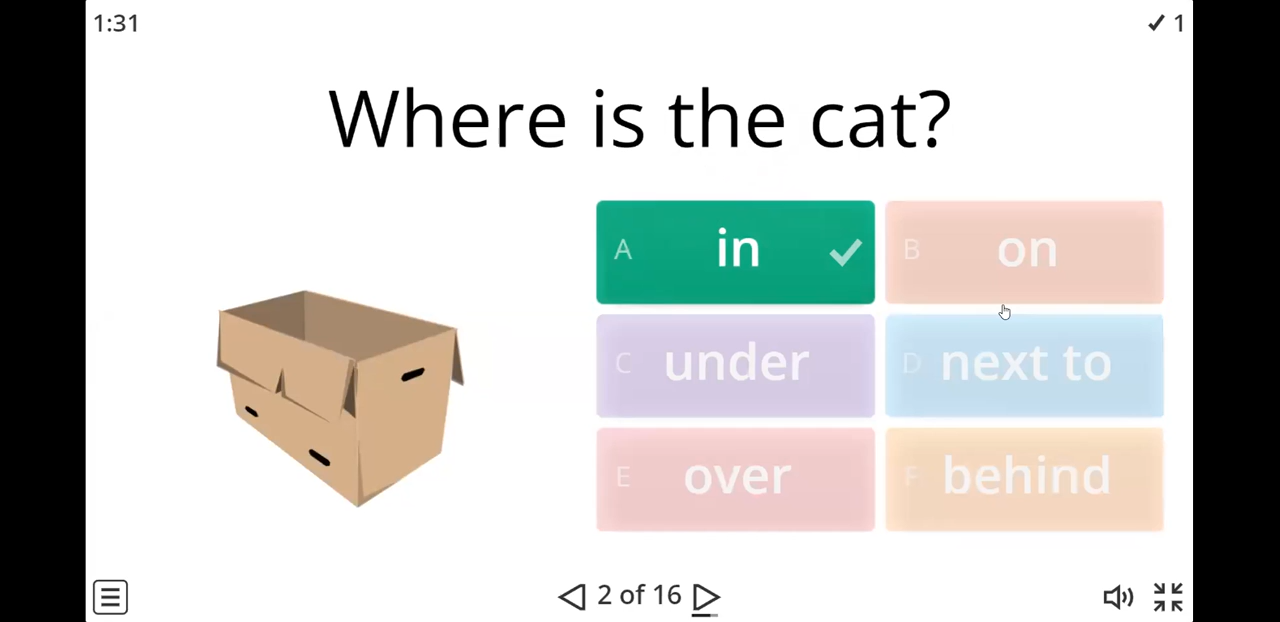 1:31
✓ 1
Where is the cat?
A in ✓
B on
C under
D next to
E over
F behind
2 of 16